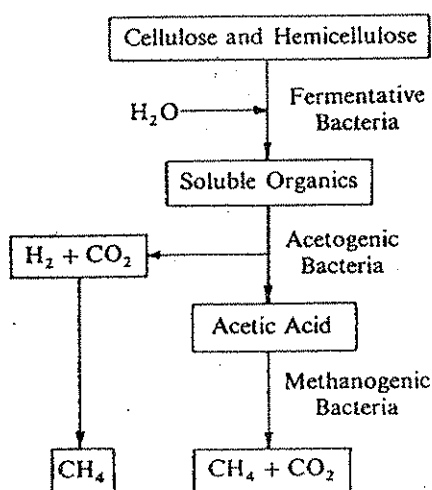 Cellulose and Hemicellulose
H₂O
Fermentative
Bacteria
Soluble Organics
Acetogenic
Bacteria
H₂ + CO₂
Acetic Acid
Methanogenic
Bacteria
CH₄
CH₄ + CO₂